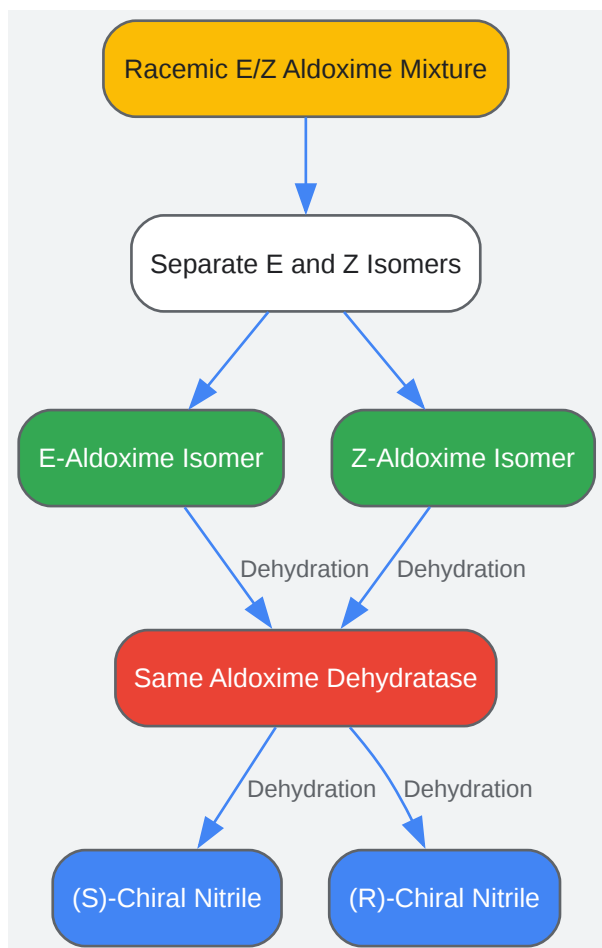 Racemic E/Z Aldoxime Mixture
Separate E and Z Isomers
E-Aldoxime Isomer
Z-Aldoxime Isomer
Dehydration
Dehydration
Same Aldoxime Dehydratase
Dehydration
Dehydration
(S)-Chiral Nitrile
(R)-Chiral Nitrile